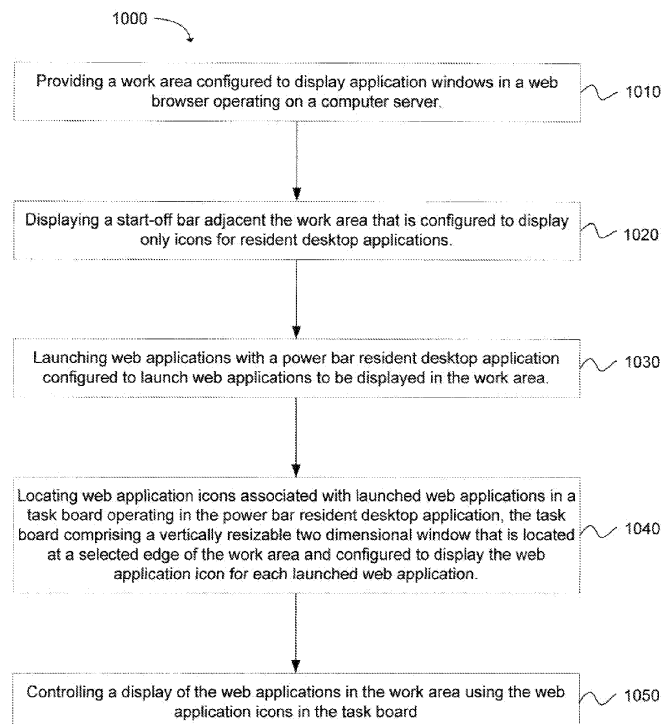 1000
Providing a work area configured to display application windows in a web
browser operating on a computer server.
1010
Displaying a start-off bar adjacent the work area that is configured to display
only icons for resident desktop applications.
1020
Launching web applications with a power bar resident desktop application
configured to launch web applications to be displayed in the work area.
1030
Locating web application icons associated with launched web applications in a
task board operating in the power bar resident desktop application, the task
board comprising a vertically resizable two dimensional window that is located
at a selected edge of the work area and configured to display the web
application icon for each launched web application.
1040
Controlling a display of the web applications in the work area using the web
application icons in the task board
1050